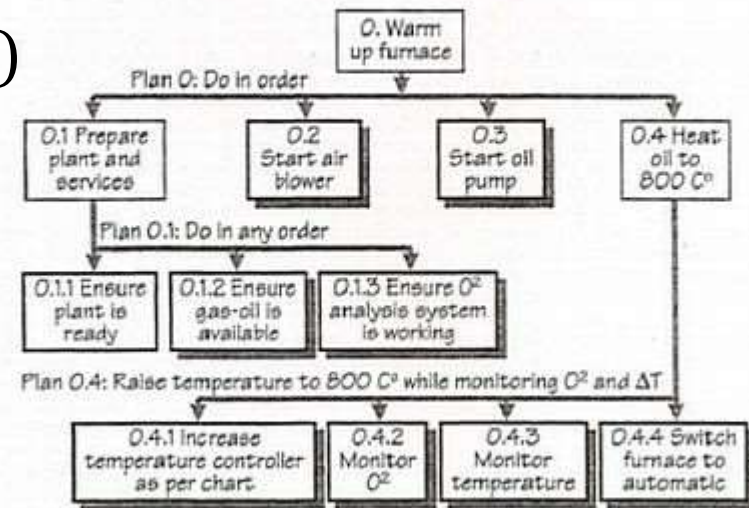 )
0. Warm
up furnace
Plan 0: Do in order
0.1 Prepare
plant and
services
0.2
Start air
blower
0.3
Start oil
pump
0.4 Heat
oil to
800 Cº
Plan 0.1: Do in any order
0.1.1 Ensure
plant is
ready
0.1.2 Ensure
gas-oil is
available
0.1.3 Ensure O²
analysis system
is working
Plan 0.4: Raise temperature to 800 Cº while monitoring O² and ΔT
0.4.1 Increase
temperature controller
as per chart
0.4.2
Monitor
O²
0.4.3
Monitor
temperature
0.4.4 Switch
furnace to
automatic